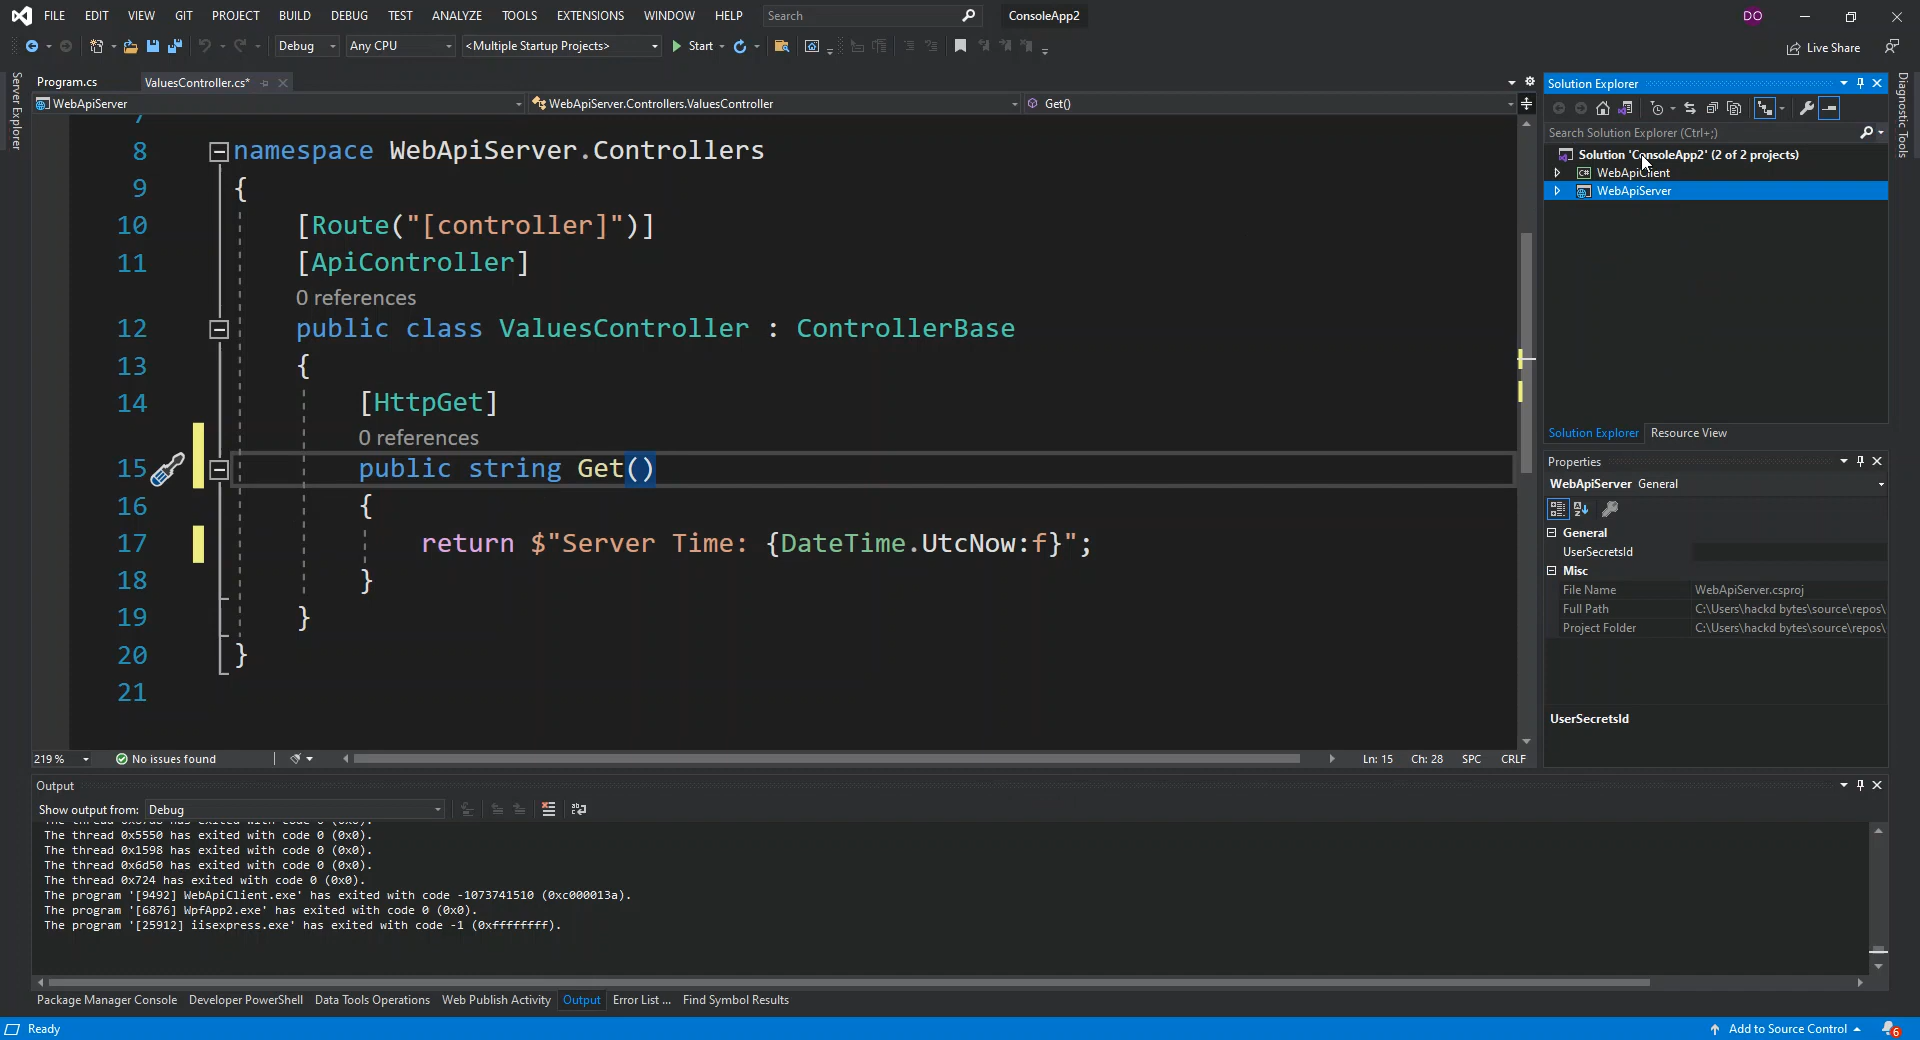 FILE EDIT VIEW GIT PROJECT BUILD DEBUG TEST ANALYZE TOOLS EXTENSIONS WINDOW HELP Search ConsoleApp2 DO
Debug Any CPU <Multiple Startup Projects> Start Live Share
Server Explorer
Program.cs ValuesController.cs*
WebApiServer WebApiServer.Controllers.ValuesController Get()
7
8 namespace WebApiServer.Controllers
9 {
10 [Route("[controller]")]
11 [ApiController]
0 references
12 public class ValuesController : ControllerBase
13 {
14 [HttpGet]
0 references
15 public string Get()
16 {
17 return $"Server Time: {DateTime.UtcNow:f}";
18 }
19 }
20 }
21
219 % No issues found Ln: 15 Ch: 28 SPC CRLF
Solution Explorer
Search Solution Explorer (Ctrl+;)
Solution 'ConsoleApp2' (2 of 2 projects)
C# WebApiClient
WebApiServer
Solution Explorer Resource View
Properties
WebApiServer General
General
UserSecretsId
Misc
File Name WebApiServer.csproj
Full Path C:\Users\hackd bytes\source\repos\
Project Folder C:\Users\hackd bytes\source\repos\
UserSecretsId
Diagnostic Tools
Output
Show output from: Debug
The thread 0x5550 has exited with code 0 (0x0).
The thread 0x1598 has exited with code 0 (0x0).
The thread 0x6d50 has exited with code 0 (0x0).
The thread 0x724 has exited with code 0 (0x0).
The program '[9492] WebApiClient.exe' has exited with code -1073741510 (0xc000013a).
The program '[6876] WpfApp2.exe' has exited with code 0 (0x0).
The program '[25912] iisexpress.exe' has exited with code -1 (0xffffffff).
Package Manager Console Developer PowerShell Data Tools Operations Web Publish Activity Output Error List ... Find Symbol Results
Ready Add to Source Control 6